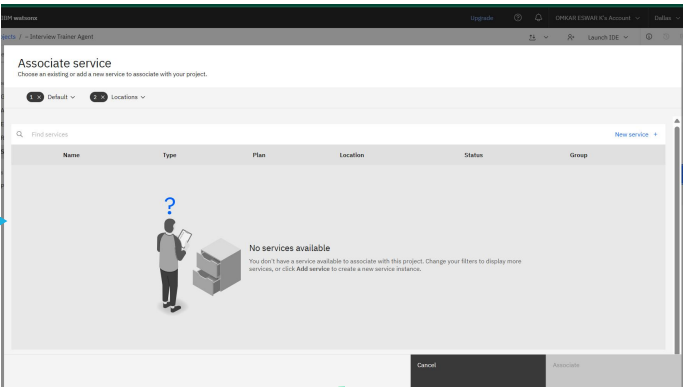 IBM watsonx
Upgrade
OMKAR ESWAR K's Account
Dallas
/ – Interview Trainer Agent
Launch IDE
Associate service
Choose an existing or add a new service to associate with your project.
1 × Default
2 × Locations
Find services
New service +
Name Type Plan Location Status Group
?
No services available
You don't have a service available to associate with this project. Change your filters to display more
services, or click Add service to create a new service instance.
Cancel
Associate